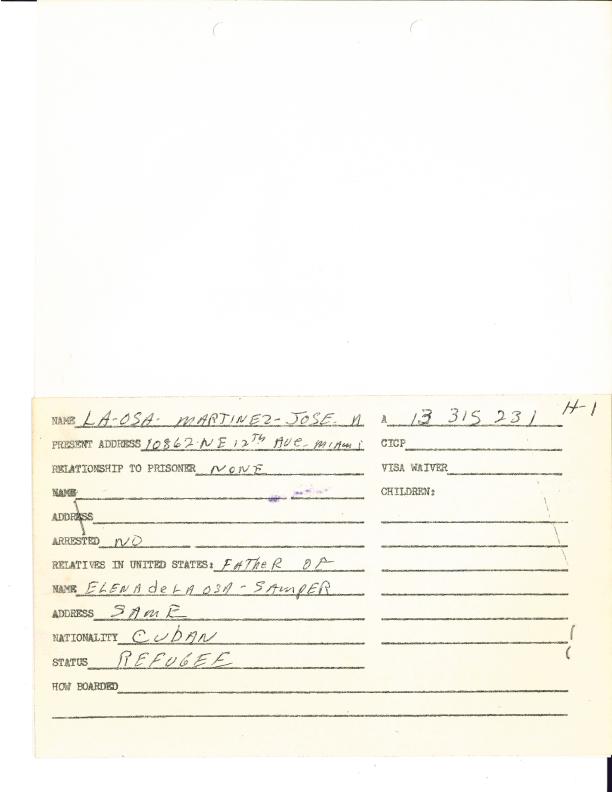 H-1
NAME LA-OSA- MARTINEZ-JOSE. A A 13 315 231
PRESENT ADDRESS 10862-NE 12TH AVE- MIAMI CICP
RELATIONSHIP TO PRISONER NONE VISA WAIVER
NAME CHILDREN:
ADDRESS
ARRESTED NO
RELATIVES IN UNITED STATES: FATHER OF
NAME ELENA de LA OSA - SAMPER
ADDRESS SAME
NATIONALITY CUBAN
STATUS REFUGEE
HOW BOARDED